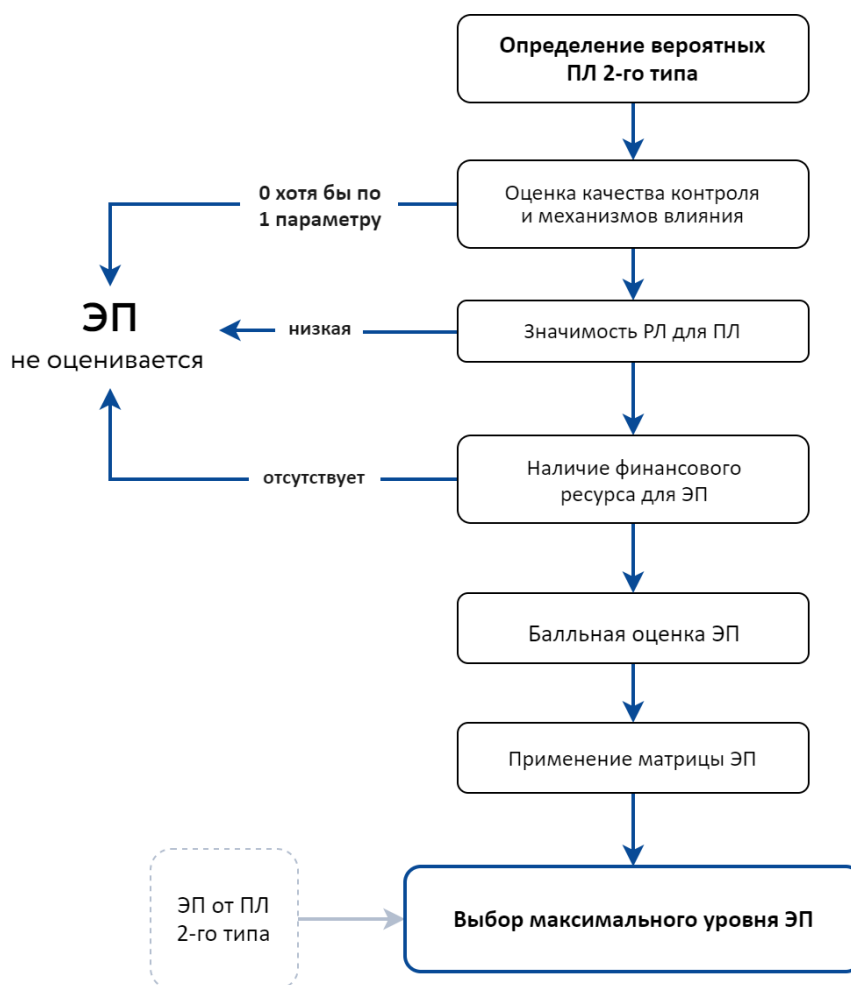 Определение вероятных
ПЛ 2-го типа
0 хотя бы по
1 параметру
Оценка качества контроля
и механизмов влияния
ЭП
не оценивается
низкая
Значимость РЛ для ПЛ
отсутствует
Наличие финансового
ресурса для ЭП
Балльная оценка ЭП
Применение матрицы ЭП
ЭП от ПЛ
2-го типа
Выбор максимального уровня ЭП